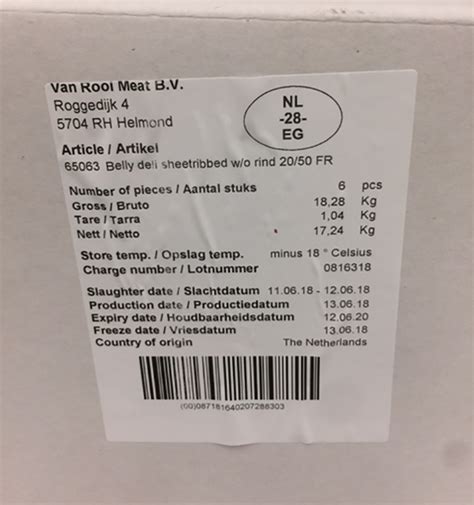 Van Rooi Meat B.V.
Roggedijk 4
5704 RH Helmond
NL
-28-
EG
Article / Artikel
65063 Belly deli sheetribbed w/o rind 20/50 FR
Number of pieces / Aantal stuks 6 pcs
Gross / Bruto 18,28 Kg
Tare / Tarra 1,04 Kg
Nett / Netto 17,24 Kg
Store temp. / Opslag temp. minus 18 ° Celsius
Charge number / Lotnummer 0816318
Slaughter date / Slachtdatum 11.06.18 - 12.06.18
Production date / Productiedatum 13.06.18
Expiry date / Houdbaarheidsdatum 12.06.20
Freeze date / Vriesdatum 13.06.18
Country of origin The Netherlands
(00)087181640207288303